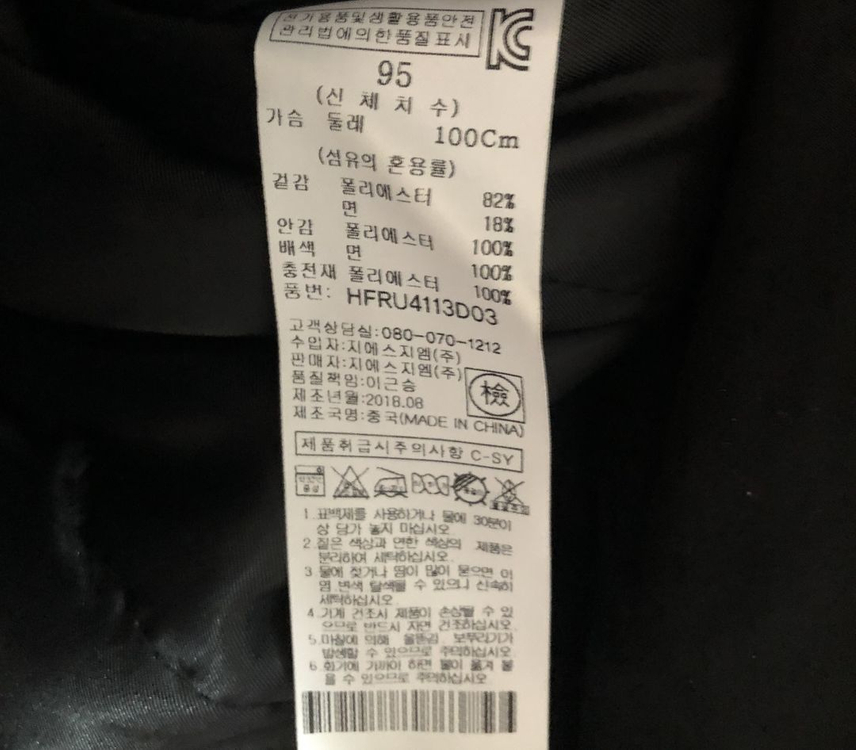 전기용품및생활용품안전
관리법에의한품질표시
95
(신 체 치 수)
가슴 둘레 100Cm
(섬유의 혼용률)
겉감 폴리에스터 82%
면 18%
안감 폴리에스터 100%
배색 면 100%
충전재 폴리에스터 100%
품번: HFRU4113D03
고객상담실:080-070-1212
수입자:지에스지엠(주)
판매자:지에스지엠(주)
품질책임:이근승
檢
제조년월:2018.08
제조국명:중국(MADE IN CHINA)
제품취급시주의사항 C-SY
1.표백제를 사용하거나 물에 30분이
상 담가 놓지 마십시오.
2 짙은 색상과 연한 색상의 제품은
분리하여 세탁하십시오.
3 물에 젖거나 땀이 많이 묻으면 이
염 변색 탈색될 수 있으니 신속히
세탁하십시오.
4.기계 건조시 제품이 손상될 수 있
으므로 반드시 자연 건조하십시오.
5.마찰에 의해 올뜯김 보푸라기가
발생할 수 있으므로 주의하십시오.
6 화기에 가까이 하면 불이 옮겨 붙
을 수 있으므로 주의하십시오.